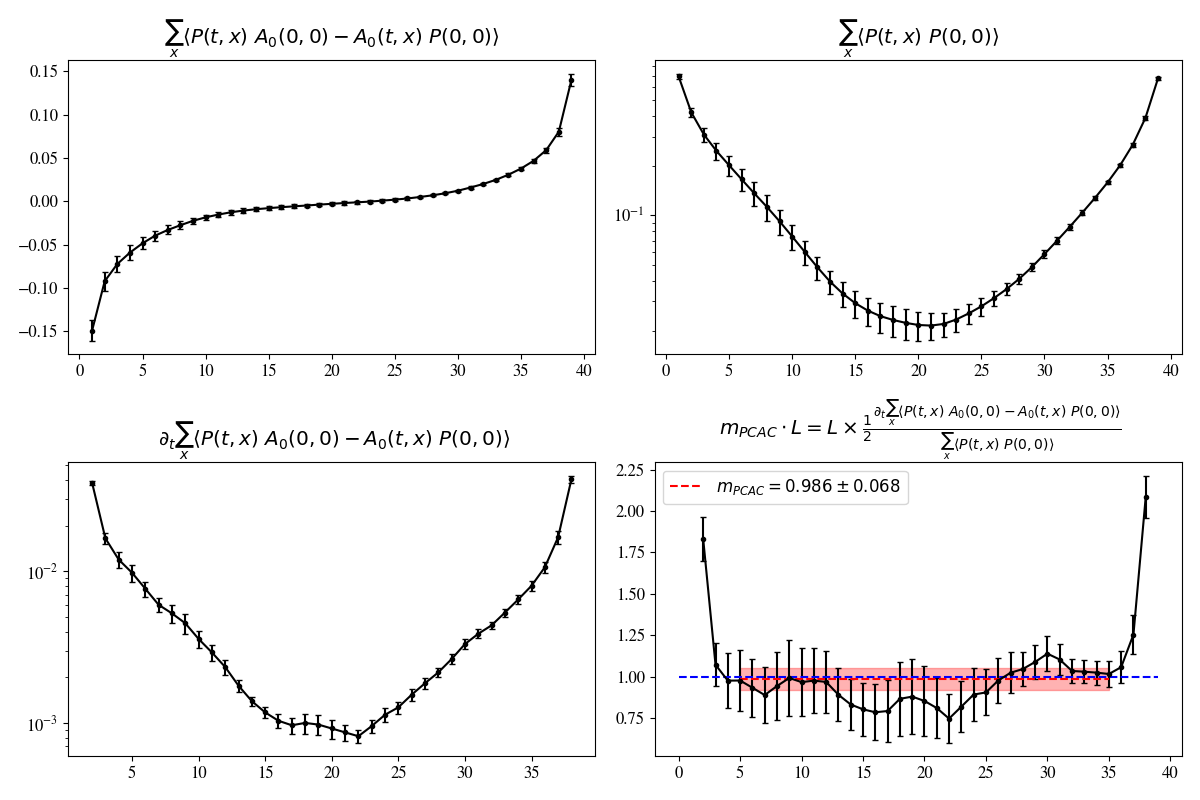 ∑ₓ⟨P(t, x) A₀(0, 0) − A₀(t, x) P(0, 0)⟩
0.15
0.10
0.05
0.00
−0.05
−0.10
−0.15
0 5 10 15 20 25 30 35 40
∑ₓ⟨P(t, x) P(0, 0)⟩
10⁻¹
0 5 10 15 20 25 30 35 40
∂ₜ∑ₓ⟨P(t, x) A₀(0, 0) − A₀(t, x) P(0, 0)⟩
10⁻²
10⁻³
5 10 15 20 25 30 35
m_PCAC · L = L × 1/2 ∂ₜ∑ₓ⟨P(t, x) A₀(0, 0) − A₀(t, x) P(0, 0)⟩ / ∑ₓ⟨P(t, x) P(0, 0)⟩
m_PCAC = 0.986 ± 0.068
2.25
2.00
1.75
1.50
1.25
1.00
0.75
0 5 10 15 20 25 30 35 40